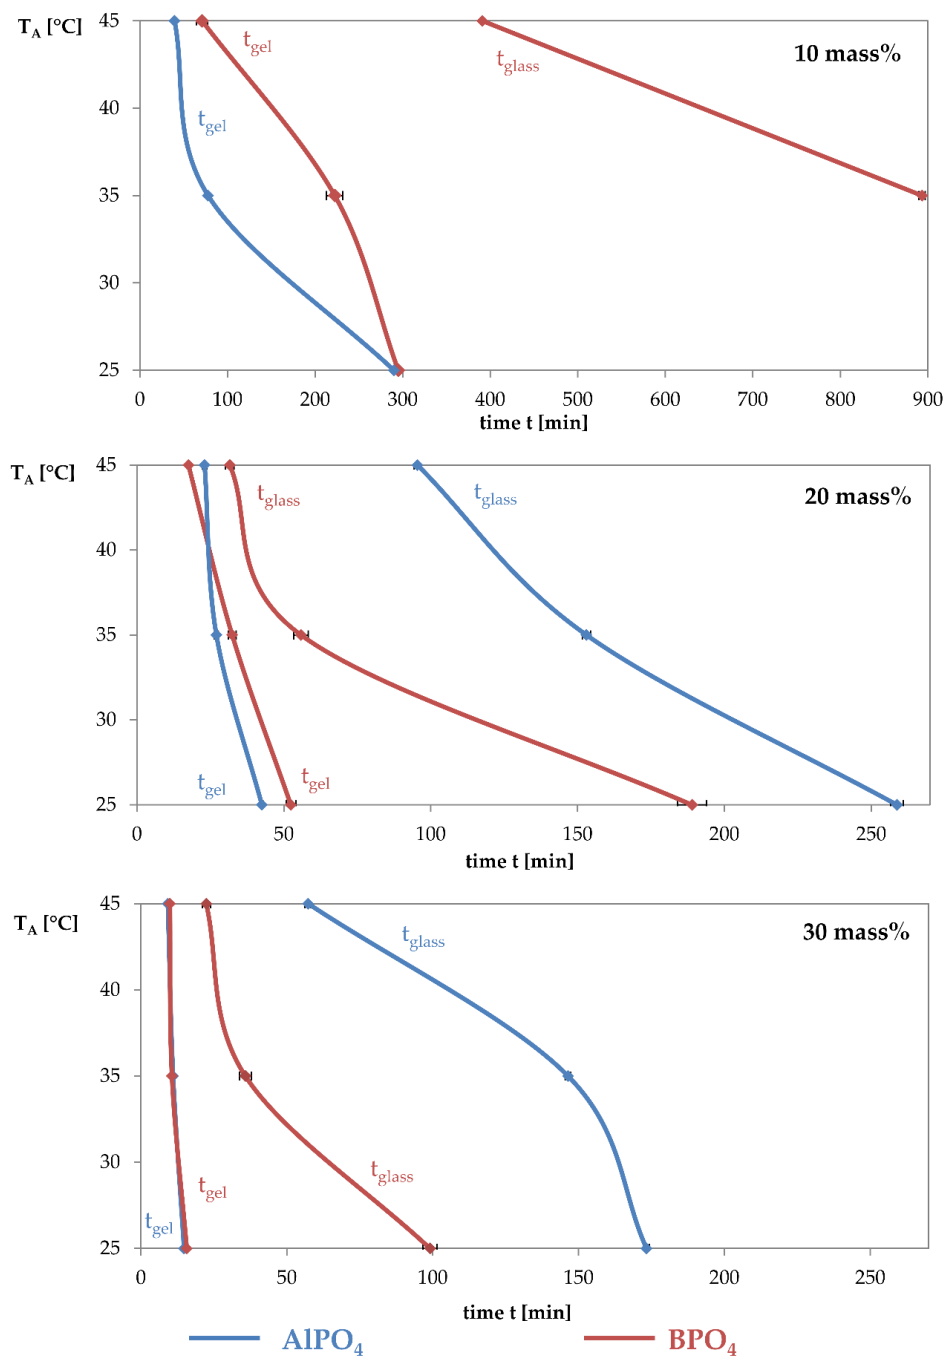 T_A [°C]
45
40
35
30
25
t_gel
t_gel
t_glass
10 mass%
0 100 200 300 400 500 600 700 800 900
time t [min]
T_A [°C]
45
40
35
30
25
t_glass
t_glass
20 mass%
t_gel
t_gel
0 50 100 150 200 250
time t [min]
T_A [°C]
45
40
35
30
25
t_glass
30 mass%
t_glass
t_gel
t_gel
0 50 100 150 200 250
time t [min]
AlPO₄ BPO₄